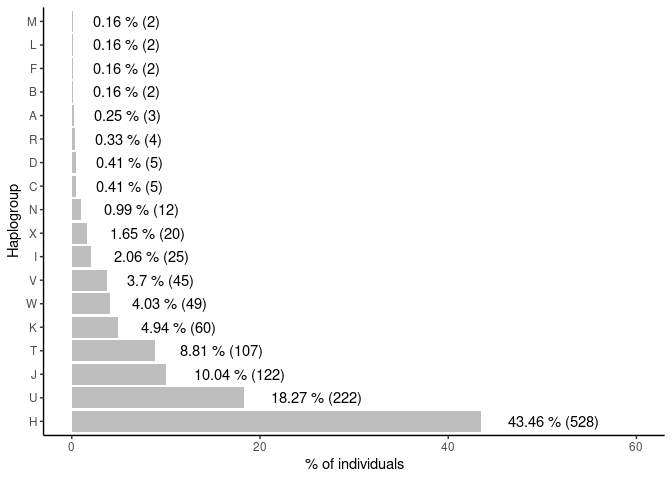 M 0.16 % (2)
L 0.16 % (2)
F 0.16 % (2)
B 0.16 % (2)
A 0.25 % (3)
R 0.33 % (4)
D 0.41 % (5)
C 0.41 % (5)
N 0.99 % (12)
X 1.65 % (20)
I 2.06 % (25)
V 3.7 % (45)
W 4.03 % (49)
K 4.94 % (60)
T 8.81 % (107)
J 10.04 % (122)
U 18.27 % (222)
H 43.46 % (528)
Haplogroup
0 20 40 60
% of individuals